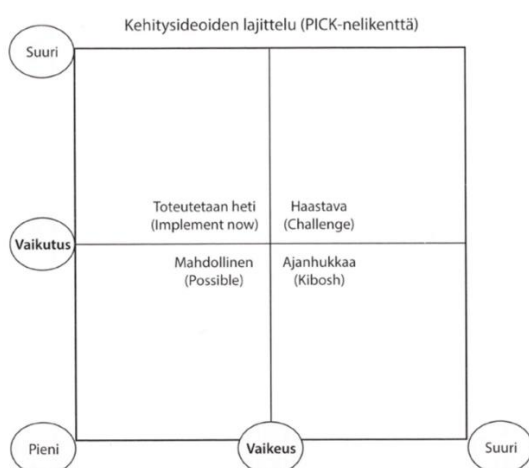 Kehitysideoiden lajittelu (PICK-nelikenttä)
Suuri
Toteutetaan heti
(Implement now)
Haastava
(Challenge)
Vaikutus
Mahdollinen
(Possible)
Ajanhukkaa
(Kibosh)
Pieni
Vaikeus
Suuri